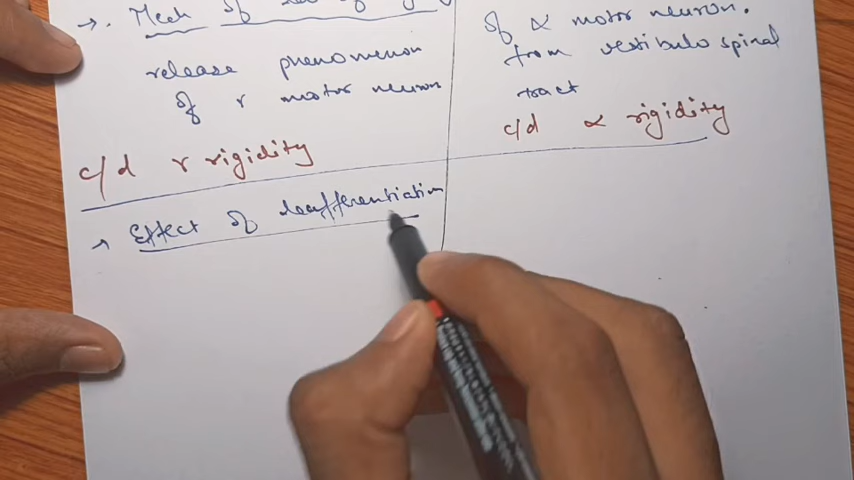 →. Mech of
release phenomenon
of r motor neuron
c/d r rigidity
of α motor neuron.
from vestibulo spinal
tract
c/d α rigidity
→ Effect of deafferentiation